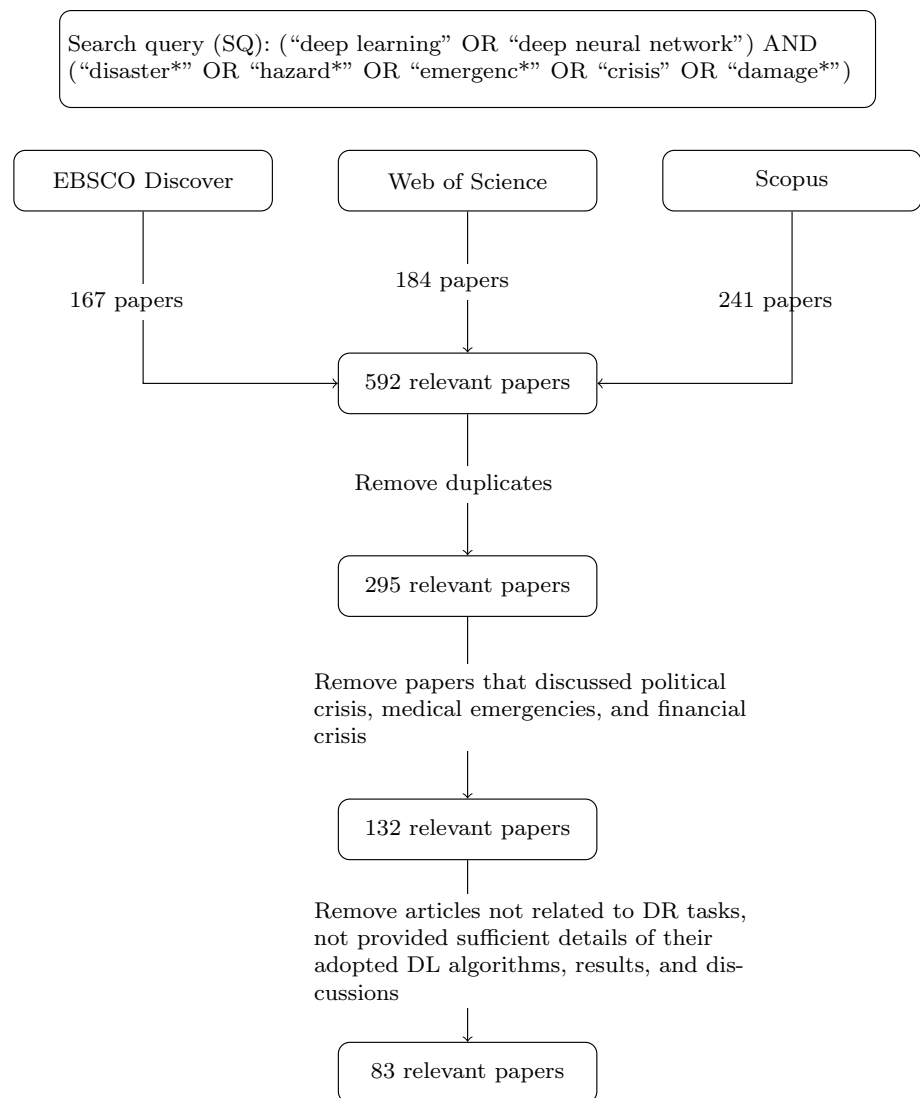 Search query (SQ): (“deep learning” OR “deep neural network”) AND
(“disaster*” OR “hazard*” OR “emergenc*” OR “crisis” OR “damage*”)
EBSCO Discover
Web of Science
Scopus
167 papers
184 papers
241 papers
592 relevant papers
Remove duplicates
295 relevant papers
Remove papers that discussed political
crisis, medical emergencies, and financial
crisis
132 relevant papers
Remove articles not related to DR tasks,
not provided sufficient details of their
adopted DL algorithms, results, and dis-
cussions
83 relevant papers